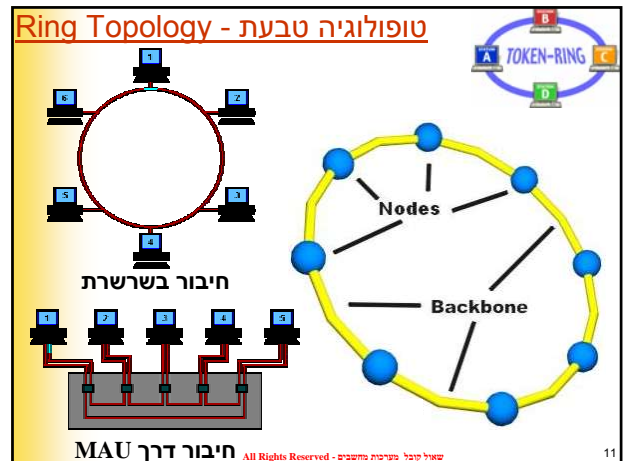 טופולוגיה טבעת - Ring Topology
B
A TOKEN-RING C
D
1
6 2
5 3
4
חיבור בשרשרת
Nodes
Backbone
1 2 3 4 5
חיבור דרך MAU
שאול קובל מערכות מחשבים - All Rights Reserved
11